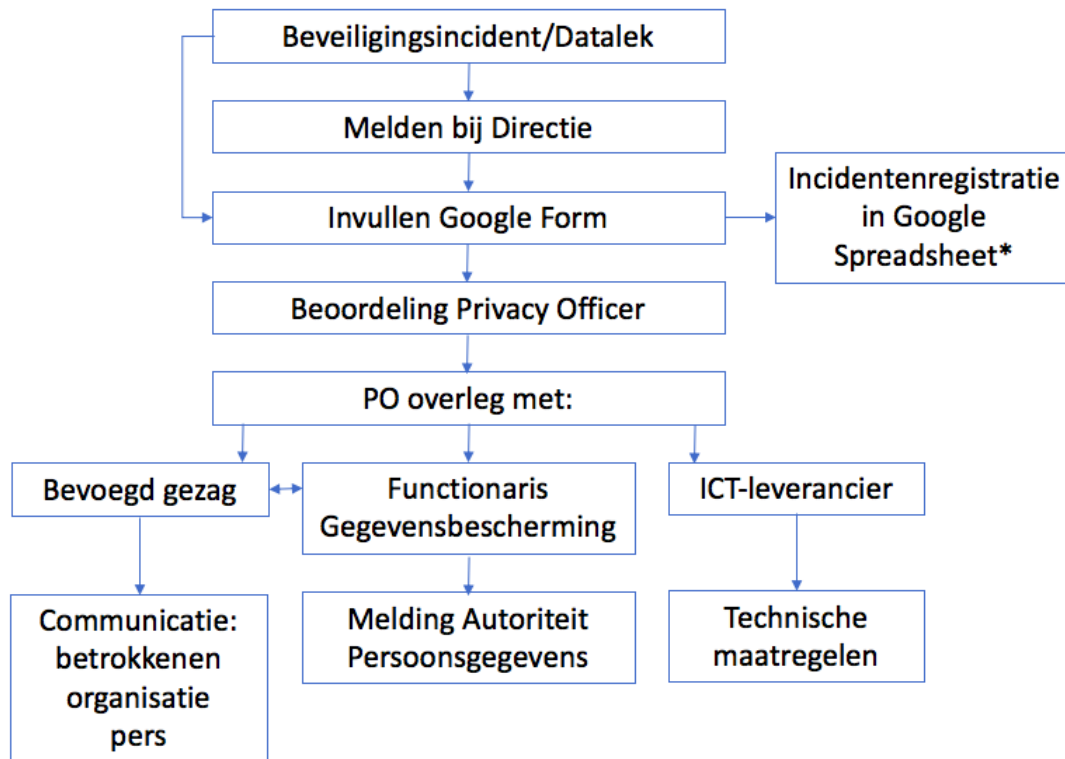 Beveiligingsincident/Datalek
Melden bij Directie
Invullen Google Form
Incidentenregistratie
in Google
Spreadsheet*
Beoordeling Privacy Officer
PO overleg met:
Bevoegd gezag
Functionaris
Gegevensbescherming
ICT-leverancier
Communicatie:
betrokkenen
organisatie
pers
Melding Autoriteit
Persoonsgegevens
Technische
maatregelen